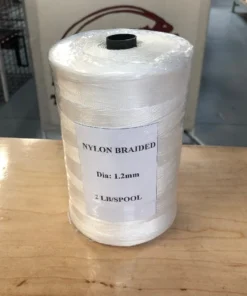 NYLON BRAIDED
Dia: 1.2mm
2 LB/SPOOL